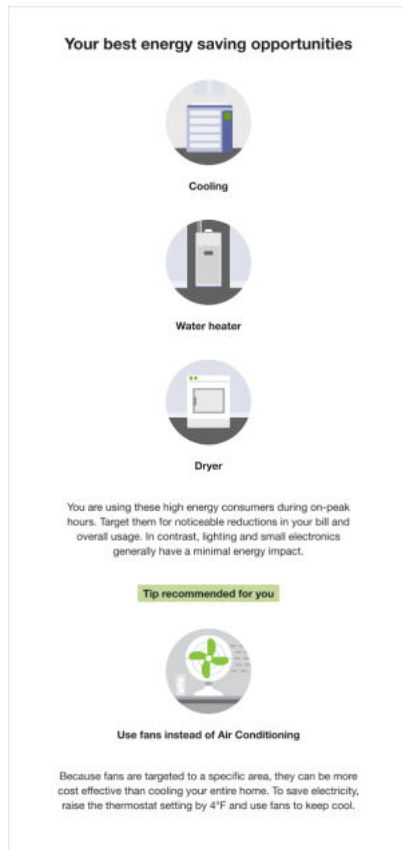 Your best energy saving opportunities
Cooling
Water heater
Dryer
You are using these high energy consumers during on-peak
hours. Target them for noticeable reductions in your bill and
overall usage. In contrast, lighting and small electronics
generally have a minimal energy impact.
Tip recommended for you
Use fans instead of Air Conditioning
Because fans are targeted to a specific area, they can be more
cost effective than cooling your entire home. To save electricity,
raise the thermostat setting by 4°F and use fans to keep cool.